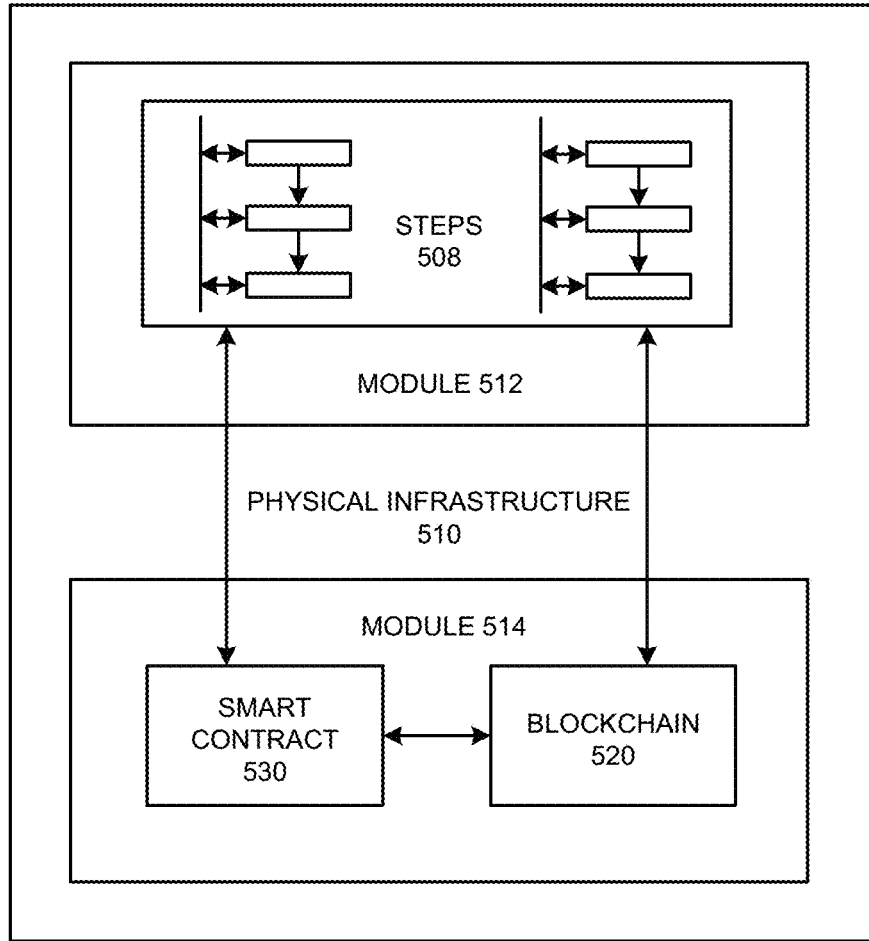 STEPS
508
MODULE 512
PHYSICAL INFRASTRUCTURE
510
MODULE 514
SMART
CONTRACT
530
BLOCKCHAIN
520